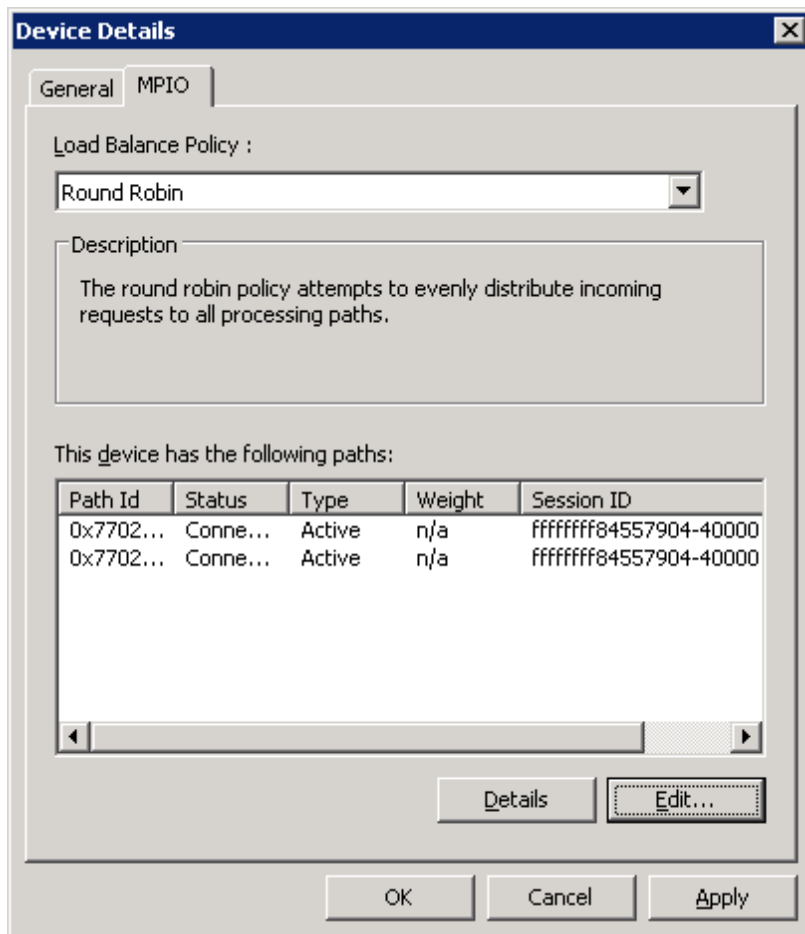 Device Details
General MPIO
Load Balance Policy :
Round Robin
Description
The round robin policy attempts to evenly distribute incoming
requests to all processing paths.
This device has the following paths:
Path Id Status Type Weight Session ID
0x7702... Conne... Active n/a ffffffff84557904-40000
0x7702... Conne... Active n/a ffffffff84557904-40000
Details Edit...
OK Cancel Apply